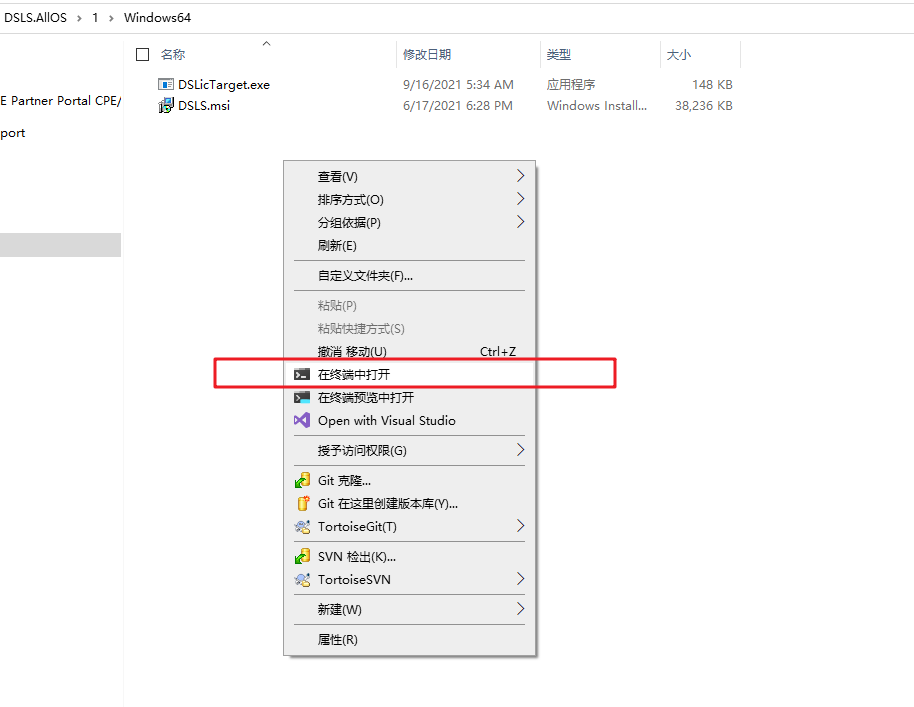 DSLS.AllOS › 1 › Windows64
名称 修改日期 类型 大小
DSLicTarget.exe 9/16/2021 5:34 AM 应用程序 148 KB
E Partner Portal CPE/
DSLS.msi 6/17/2021 6:28 PM Windows Install... 38,236 KB
port
查看(V)
排序方式(O)
分组依据(P)
刷新(E)
自定义文件夹(F)...
粘贴(P)
粘贴快捷方式(S)
撤消 移动(U) Ctrl+Z
在终端中打开
在终端预览中打开
Open with Visual Studio
授予访问权限(G)
Git 克隆...
Git 在这里创建版本库(Y)...
TortoiseGit(T)
SVN 检出(K)...
TortoiseSVN
新建(W)
属性(R)